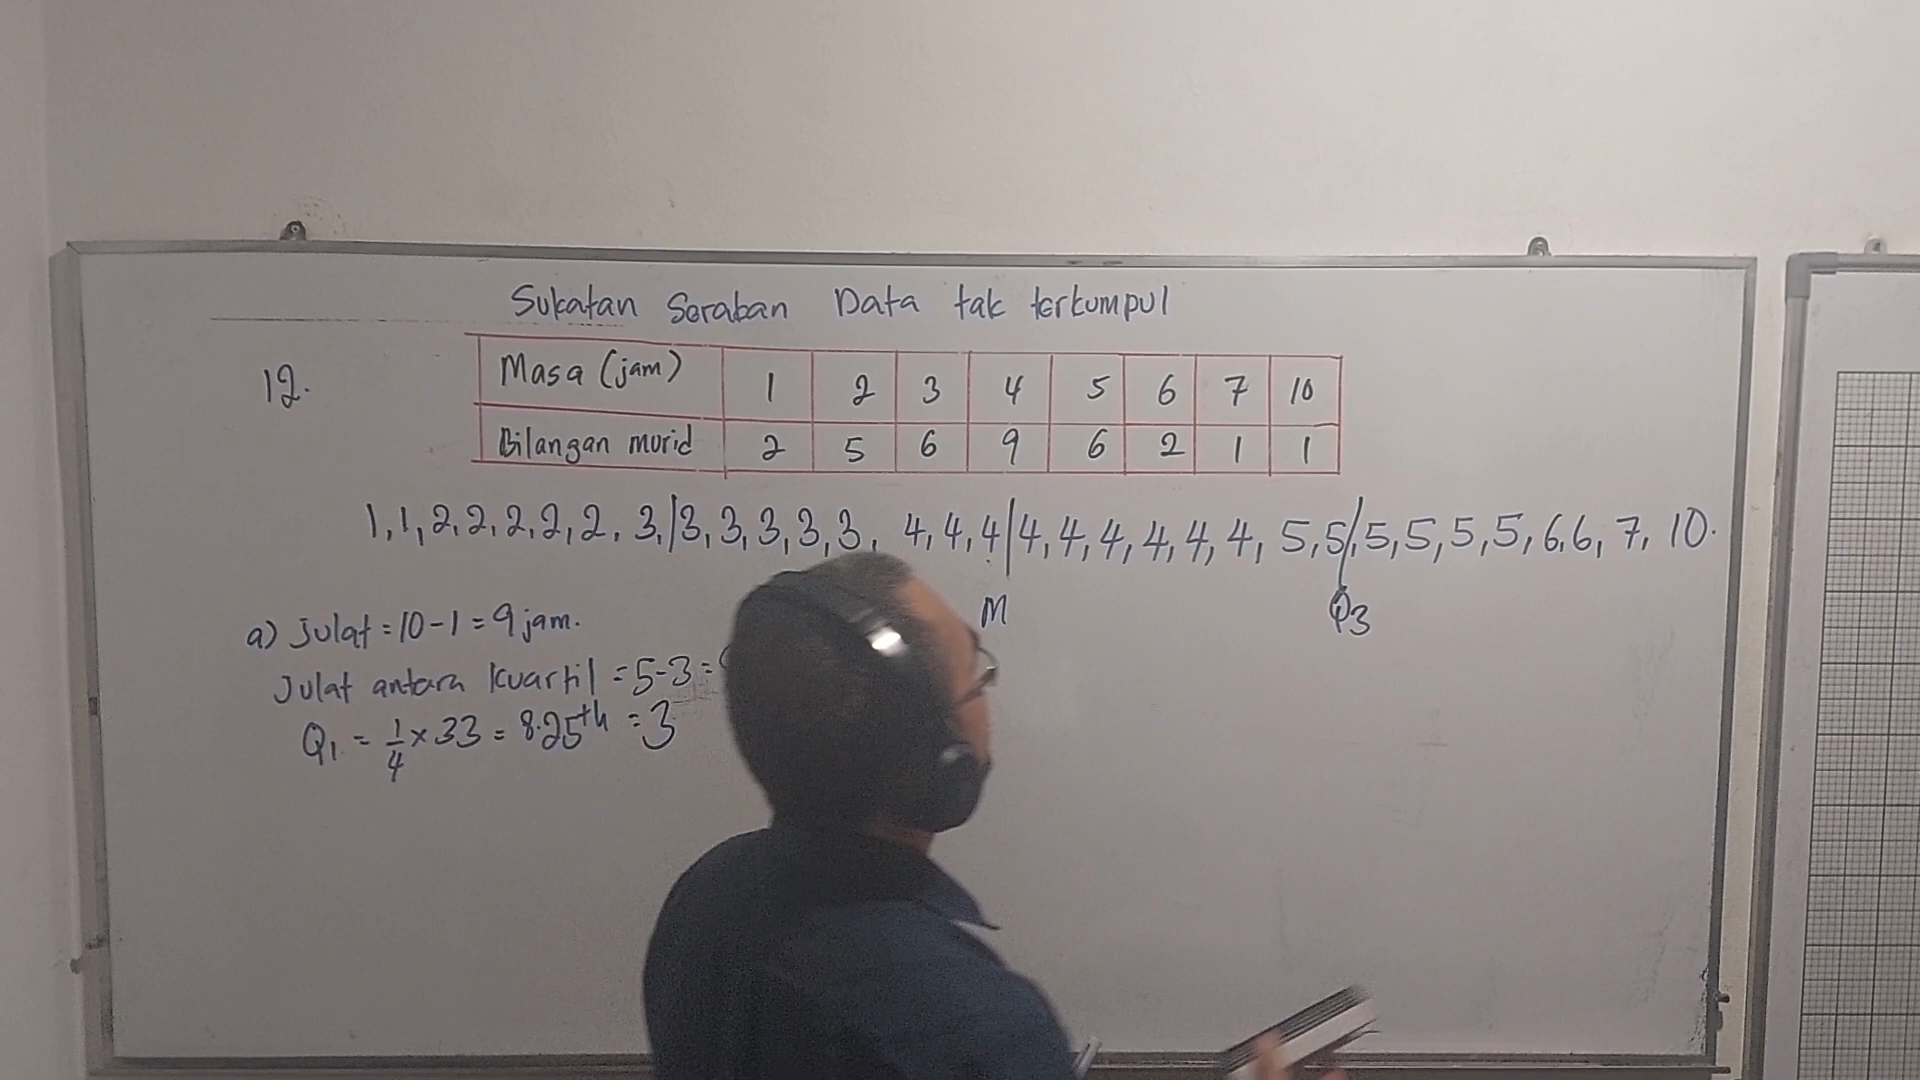 Sukatan Serakan Data tak terkumpul
12.
Masa (jam) 1 2 3 4 5 6 7 10
Bilangan murid 2 5 6 9 6 2 1 1
1,1,2,2,2,2,2,3,|3,3,3,3,3, 4,4,4|4,4,4,4,4,4, 5,5|,5,5,5,5,6,6,7,10.
M Q3
a) Julat = 10-1 = 9 jam.
Julat antara kuartil = 5-3 =
Q1 = 1/4 × 33 = 8.25th = 3